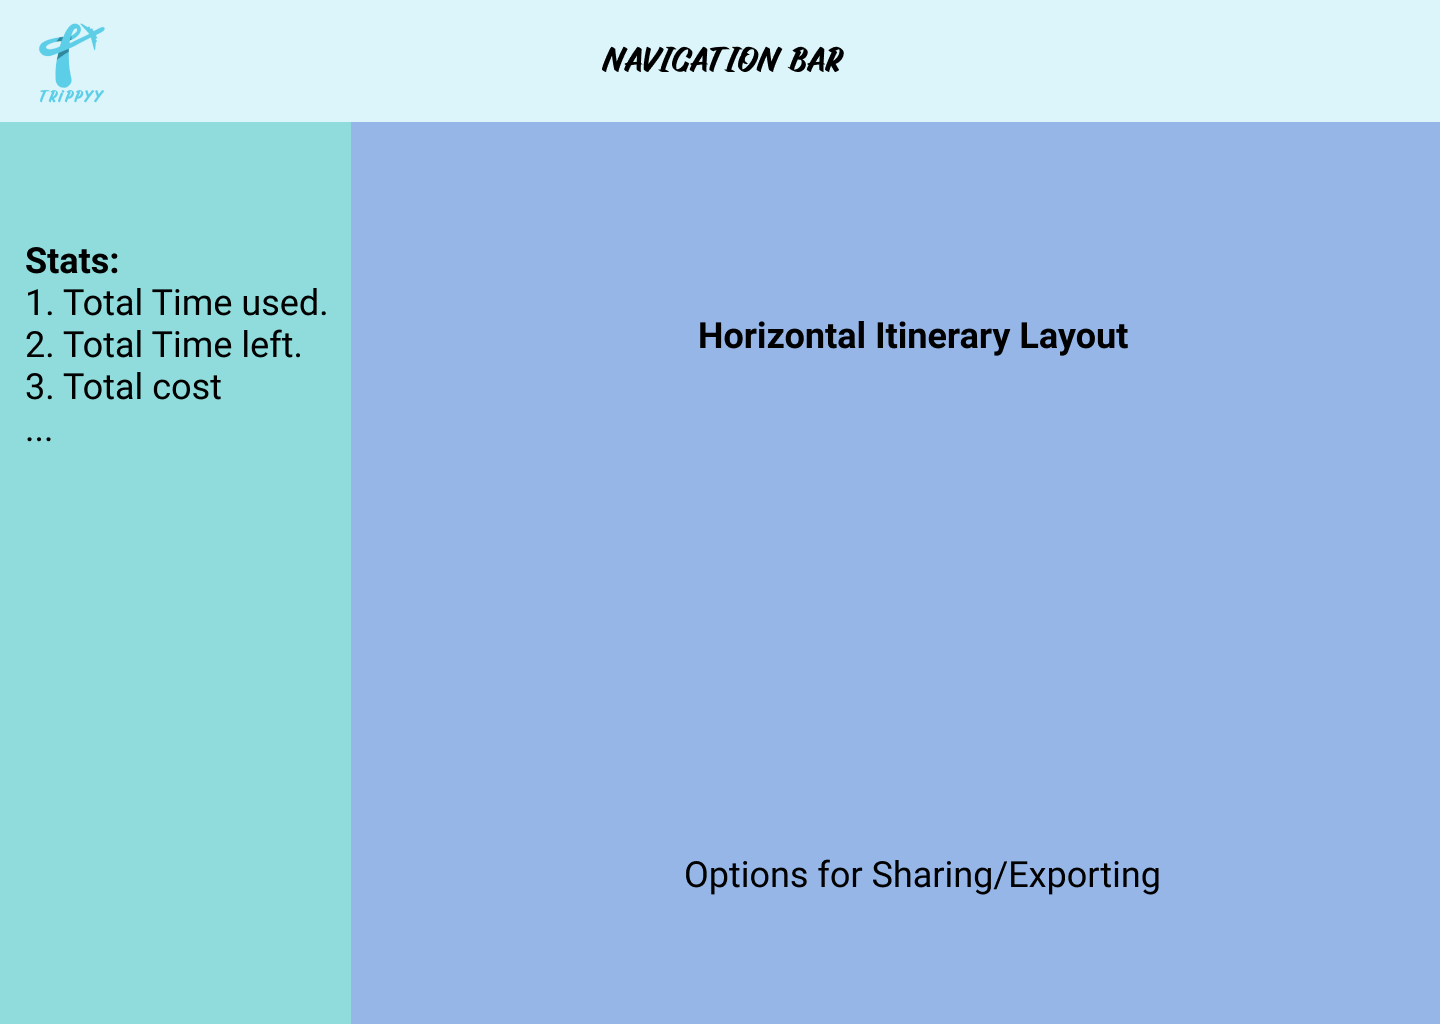 TRiPPYY
NAVIGATION BAR
Stats:
1. Total Time used.
2. Total Time left.
3. Total cost
...
Horizontal Itinerary Layout
Options for Sharing/Exporting